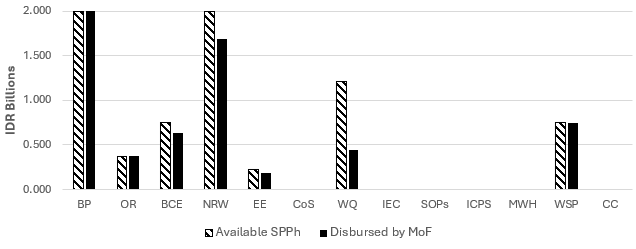 IDR Billions
2.000
1.500
1.000
0.500
0.000
BP OR BCE NRW EE CoS WQ IEC SOPs ICPS MWH WSP CC
Available SPPh Disbursed by MoF